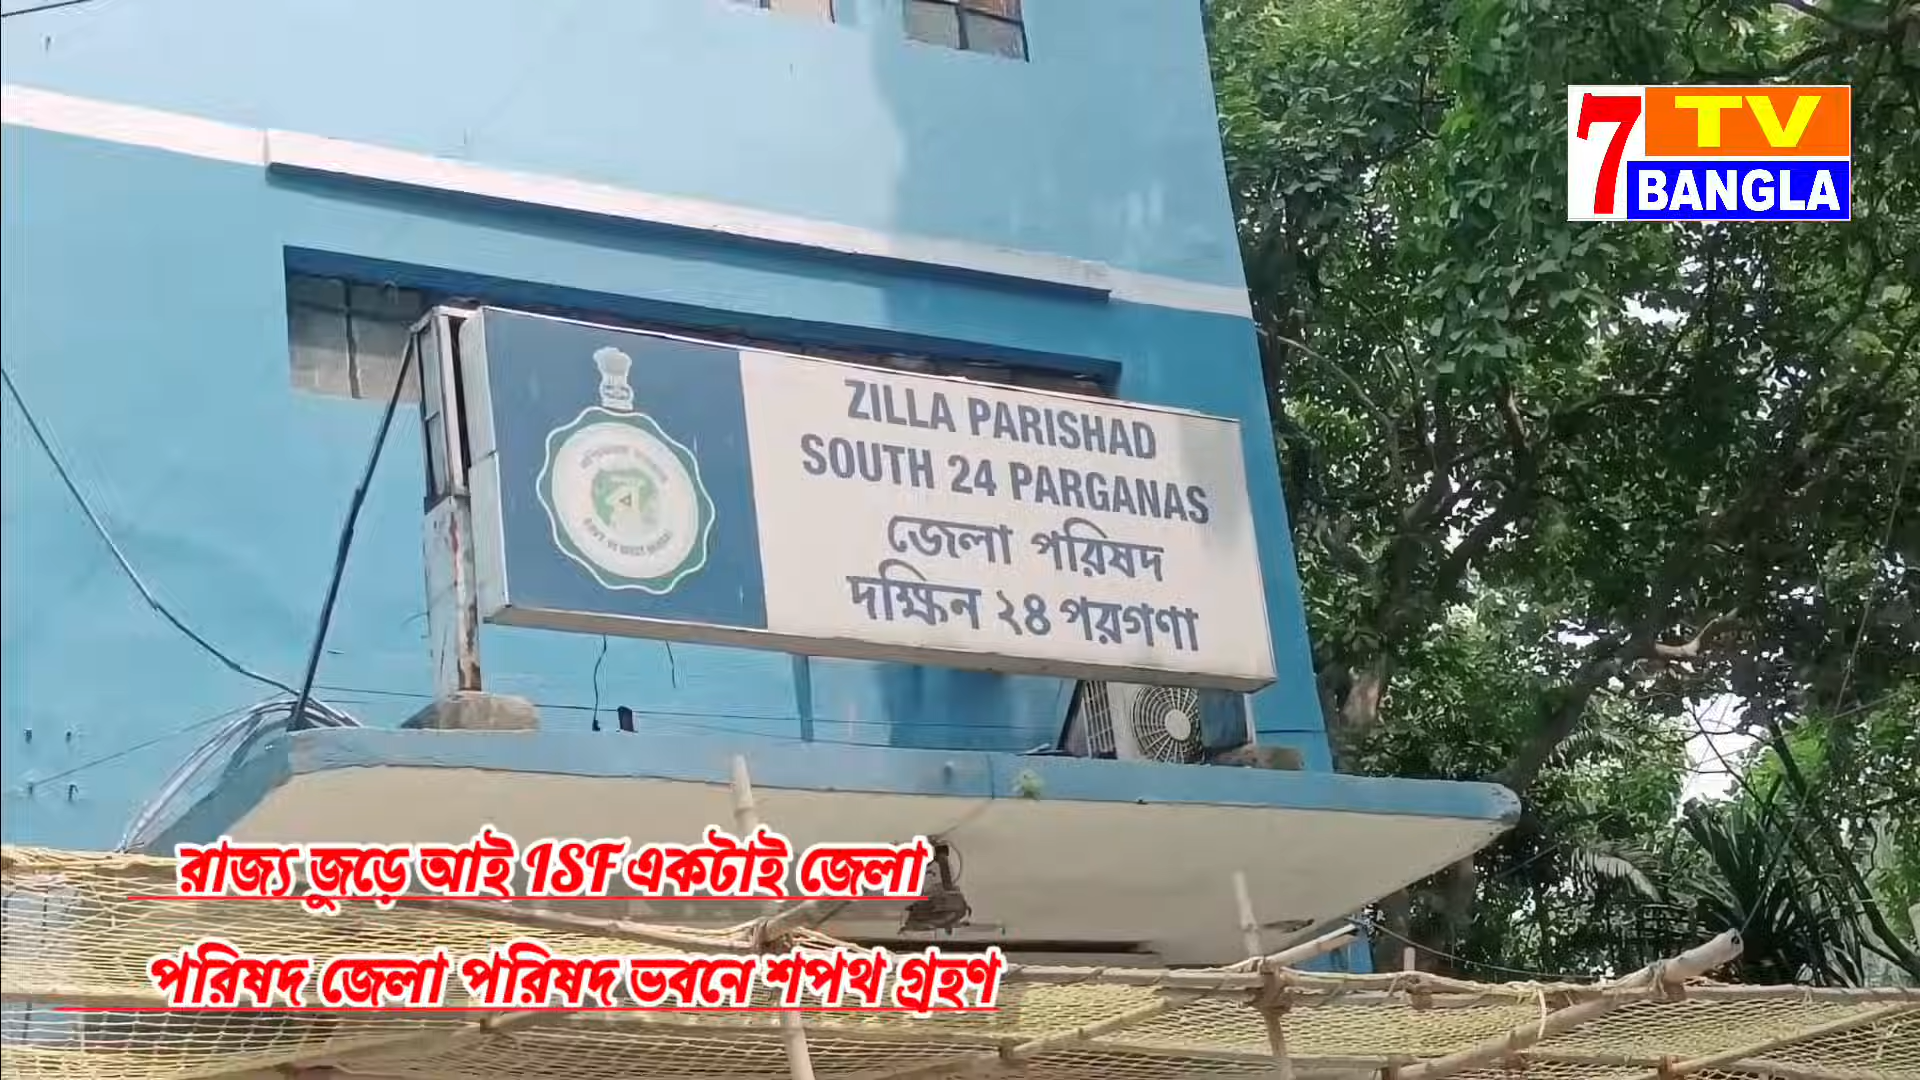 7 TV
BANGLA
ZILLA PARISHAD
SOUTH 24 PARGANAS
জেলা পরিষদ
দক্ষিন ২৪ পরগণা
রাজ্য জুড়ে আই ISF একটাই জেলা
পরিষদ জেলা পরিষদ ভবনে শপথ গ্রহণ